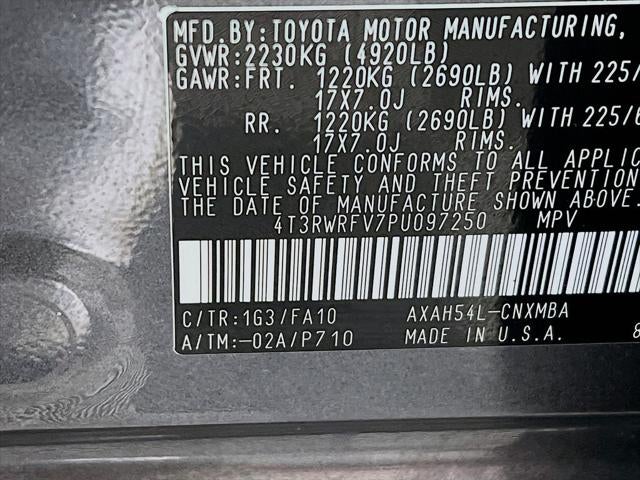 MFD.BY:TOYOTA MOTOR MANUFACTURING,
GVWR:2230KG (4920LB)
GAWR:FRT. 1220KG (2690LB) WITH 225/
17X7.0J RIMS.
RR. 1220KG (2690LB) WITH 225/6
17X7.0J RIMS.
THIS VEHICLE CONFORMS TO ALL APPLIC
VEHICLE SAFETY AND THEFT PREVENTION
THE DATE OF MANUFACTURE SHOWN ABOVE.
4T3RWRFV7PU097250 MPV
C/TR:1G3/FA10 AXAH54L-CNXMBA
A/TM:-02A/P710 MADE IN U.S.A. 8